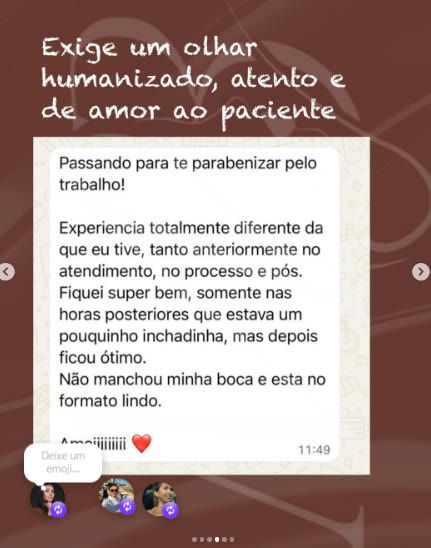 Exige um olhar
humanizado, atento e
de amor ao paciente
Passando para te parabenizar pelo
trabalho!
Experiencia totalmente diferente da
que eu tive, tanto anteriormente no
atendimento, no processo e pós.
Fiquei super bem, somente nas
horas posteriores que estava um
pouquinho inchadinha, mas depois
ficou ótimo.
Não manchou minha boca e esta no
formato lindo.
❤️
11:49
Deixe um
emoji...